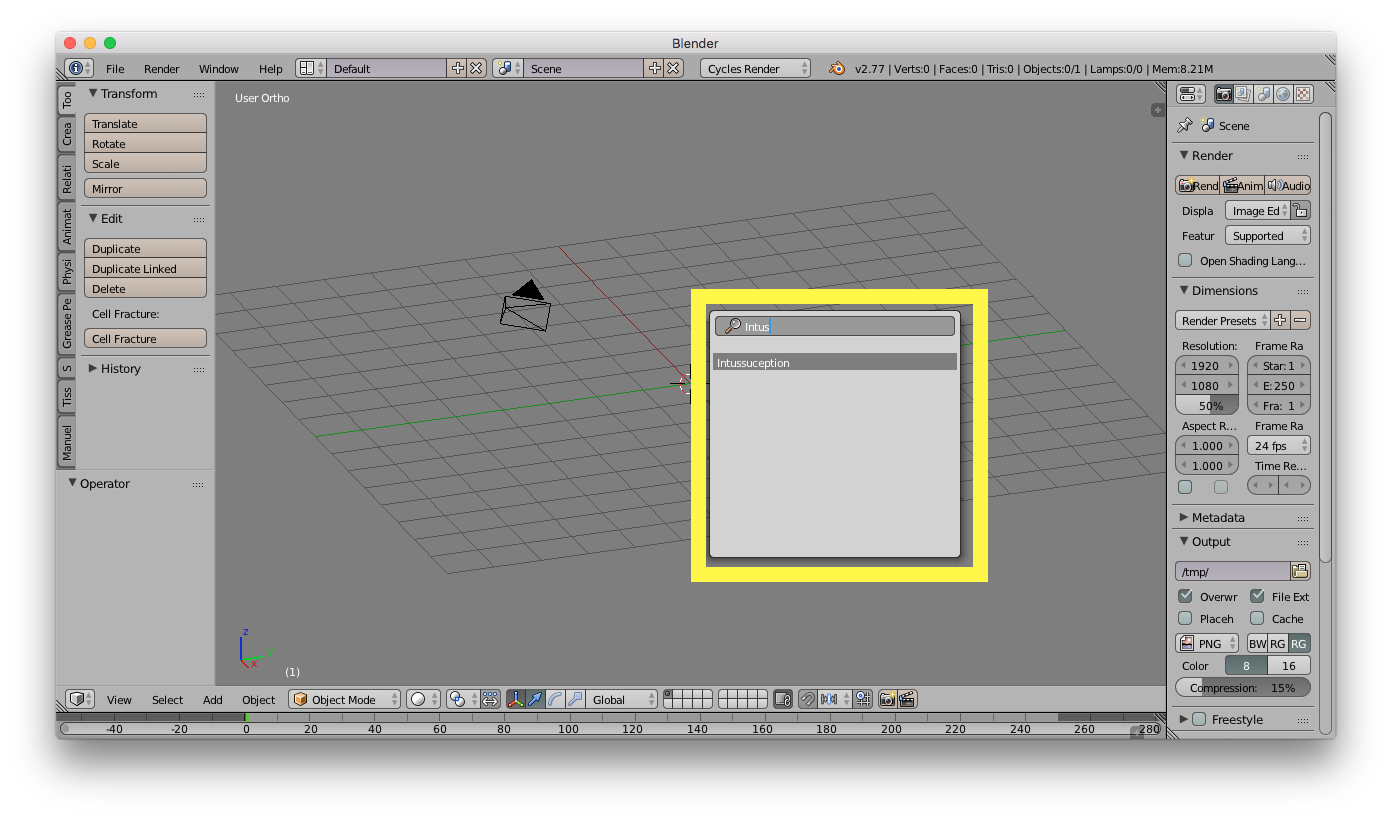 Blender
File Render Window Help Default Scene Cycles Render v2.77 | Verts:0 | Faces:0 | Tris:0 | Objects:0/1 | Lamps:0/0 | Mem:8.21M
Too
Crea
Relati
Animat
Physi
Grease Pe
S
Tiss
Manuel
Transform
Translate
Rotate
Scale
Mirror
Edit
Duplicate
Duplicate Linked
Delete
Cell Fracture:
Cell Fracture
History
Operator
User Ortho
Intus
Intussuception
z
x
(1)
Scene
Render
Rend Anim Audio
Displa Image Ed
Featur Supported
Open Shading Lang...
Dimensions
Render Presets
Resolution: Frame Ra
1920 Star: 1
1080 E: 250
50% Fra: 1
Aspect R... Frame Ra
1.000 24 fps
1.000 Time Re...
Metadata
Output
/tmp/
Overwr File Ext
Placeh Cache
PNG BW RG RG
Color 8 16
Compression: 15%
Freestyle
View Select Add Object Object Mode Global
-40 -20 0 20 40 60 80 100 120 140 160 180 200 220 240 260 280